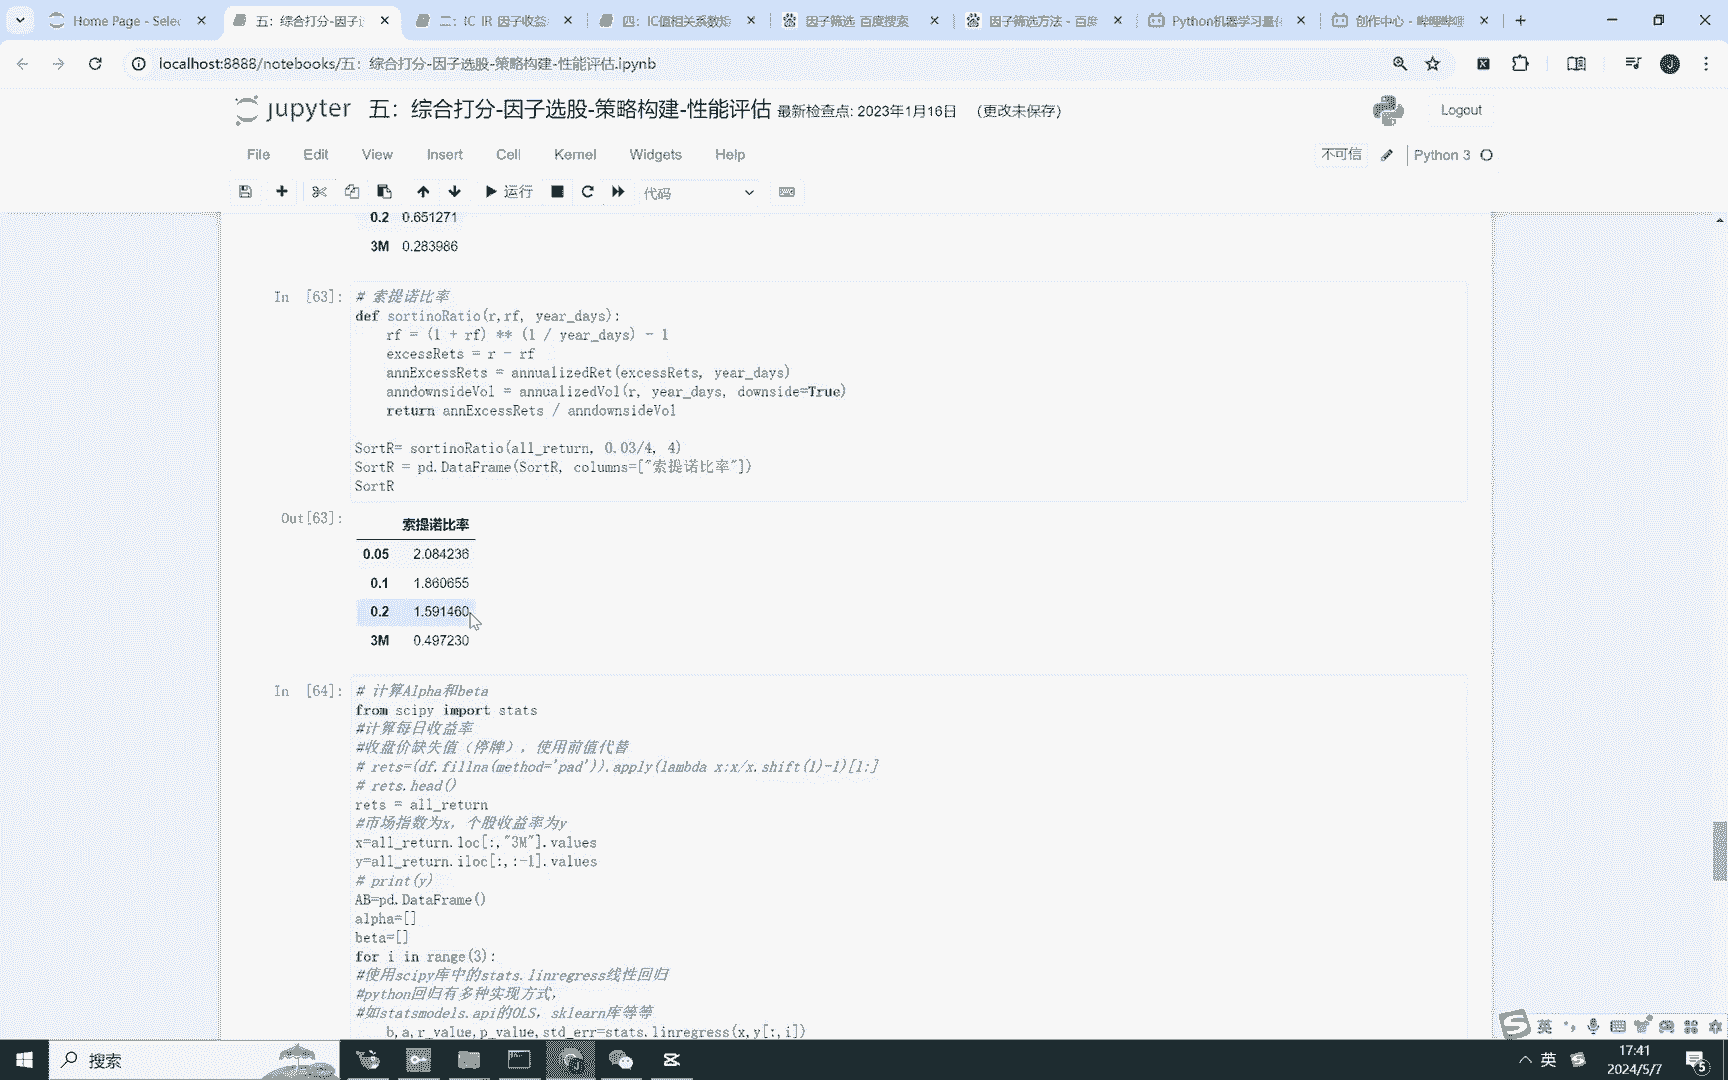 Home Page - Selec
五：综合打分-因子
二：IC IR 因子收益
四：IC值相关系数矩
因子筛选 百度搜索
因子筛选方法 - 百度
Python机器学习量化
创作中心 - 哔哩哔哩
localhost:8888/notebooks/五：综合打分-因子选股-策略构建-性能评估.ipynb
jupyter 五：综合打分-因子选股-策略构建-性能评估 最新检查点: 2023年1月16日 （更改未保存）
Logout
File Edit View Insert Cell Kernel Widgets Help
不可信 Python 3
运行 代码
0.2 0.651271
3M 0.283986
In [63]: # 索提诺比率
def sortinoRatio(r,rf, year_days):
rf = (1 + rf) ** (1 / year_days) - 1
excessRets = r - rf
annExcessRets = annualizedRet(excessRets, year_days)
anndownsideVol = annualizedVol(r, year_days, downside=True)
return annExcessRets / anndownsideVol
SortR= sortinoRatio(all_return, 0.03/4, 4)
SortR = pd.DataFrame(SortR, columns=["索提诺比率"])
SortR
Out[63]:
索提诺比率
0.05 2.084236
0.1 1.860655
0.2 1.591460
3M 0.497230
In [64]: # 计算Alpha和beta
from scipy import stats
#计算每日收益率
#收盘价缺失值（停牌），使用前值代替
# rets=(df.fillna(method='pad')).apply(lambda x:x/x.shift(1)-1)[1:]
# rets.head()
rets = all_return
#市场指数为x，个股收益率为y
x=all_return.loc[:,"3M"].values
y=all_return.iloc[:,:-1].values
# print(y)
AB=pd.DataFrame()
alpha=[]
beta=[]
for i in range(3):
#使用scipy库中的stats.linregress线性回归
#python回归有多种实现方式，
#如statsmodels.api的OLS，sklearn库等等
b,a,r_value,p_value,std_err=stats.linregress(x,y[:,i])
英
搜索
英
17:41
2024/5/7
5